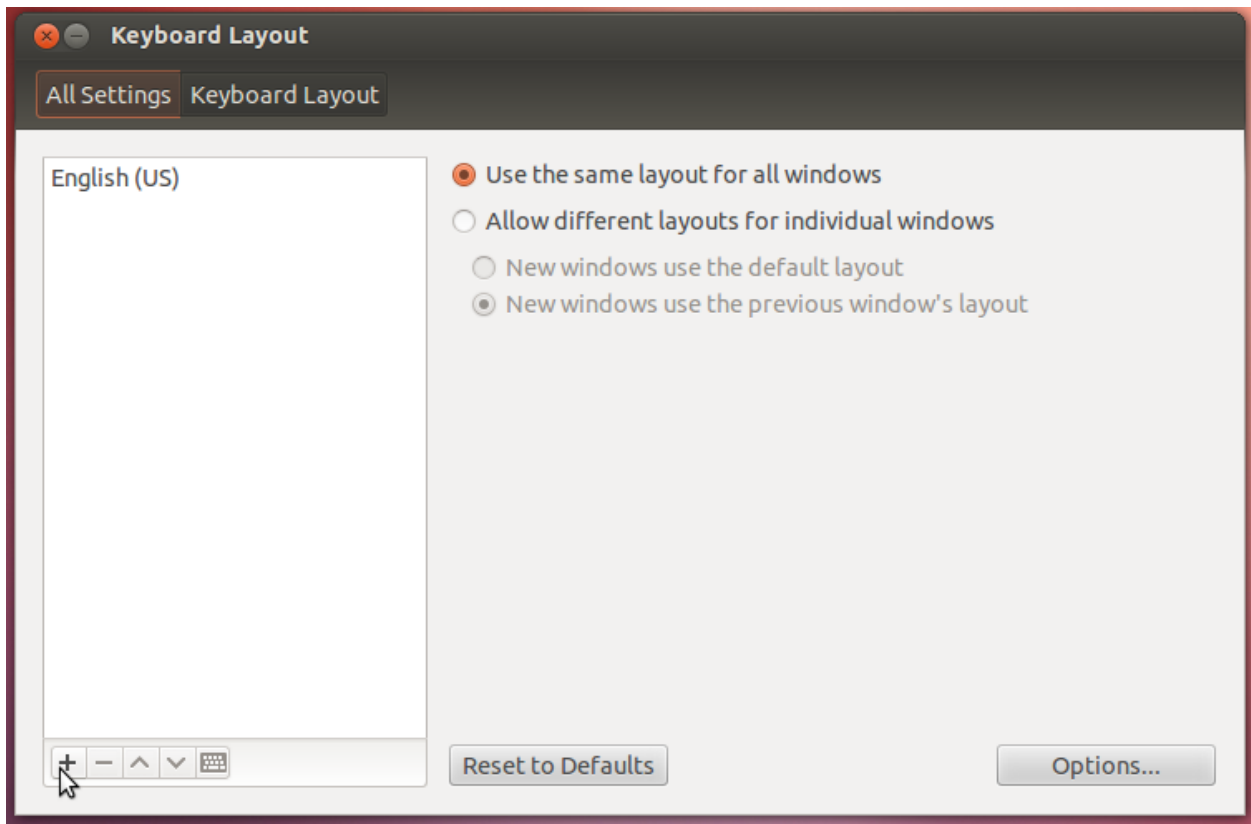 Keyboard Layout
All Settings Keyboard Layout
English (US)
Use the same layout for all windows
Allow different layouts for individual windows
New windows use the default layout
New windows use the previous window's layout
Reset to Defaults
Options...